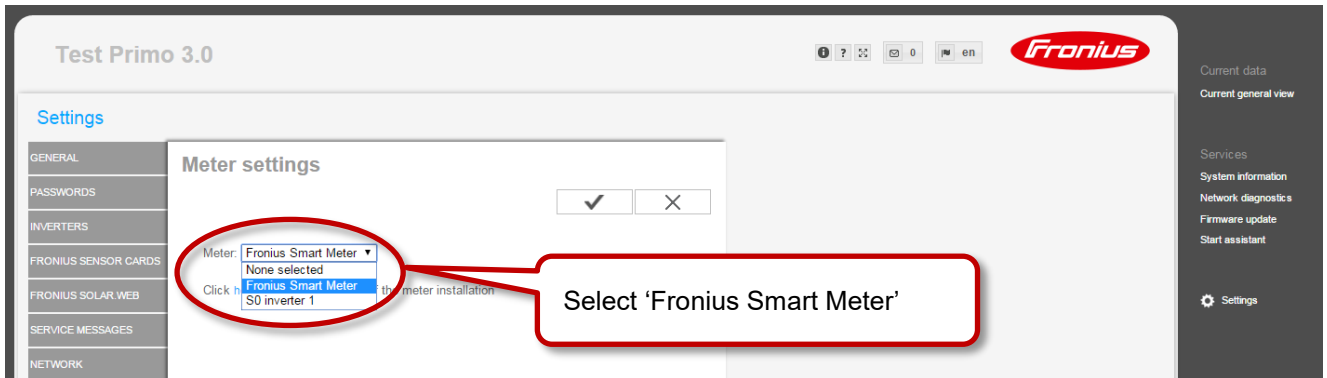 Test Primo 3.0
0
en
Fronius
Current data
Current general view
Settings
GENERAL
PASSWORDS
INVERTERS
FRONIUS SENSOR CARDS
FRONIUS SOLAR.WEB
SERVICE MESSAGES
NETWORK
Meter settings
Meter: Fronius Smart Meter
None selected
Fronius Smart Meter
S0 inverter 1
Click h
the meter installation
Select ‘Fronius Smart Meter’
Services
System information
Network diagnostics
Firmware update
Start assistant
Settings